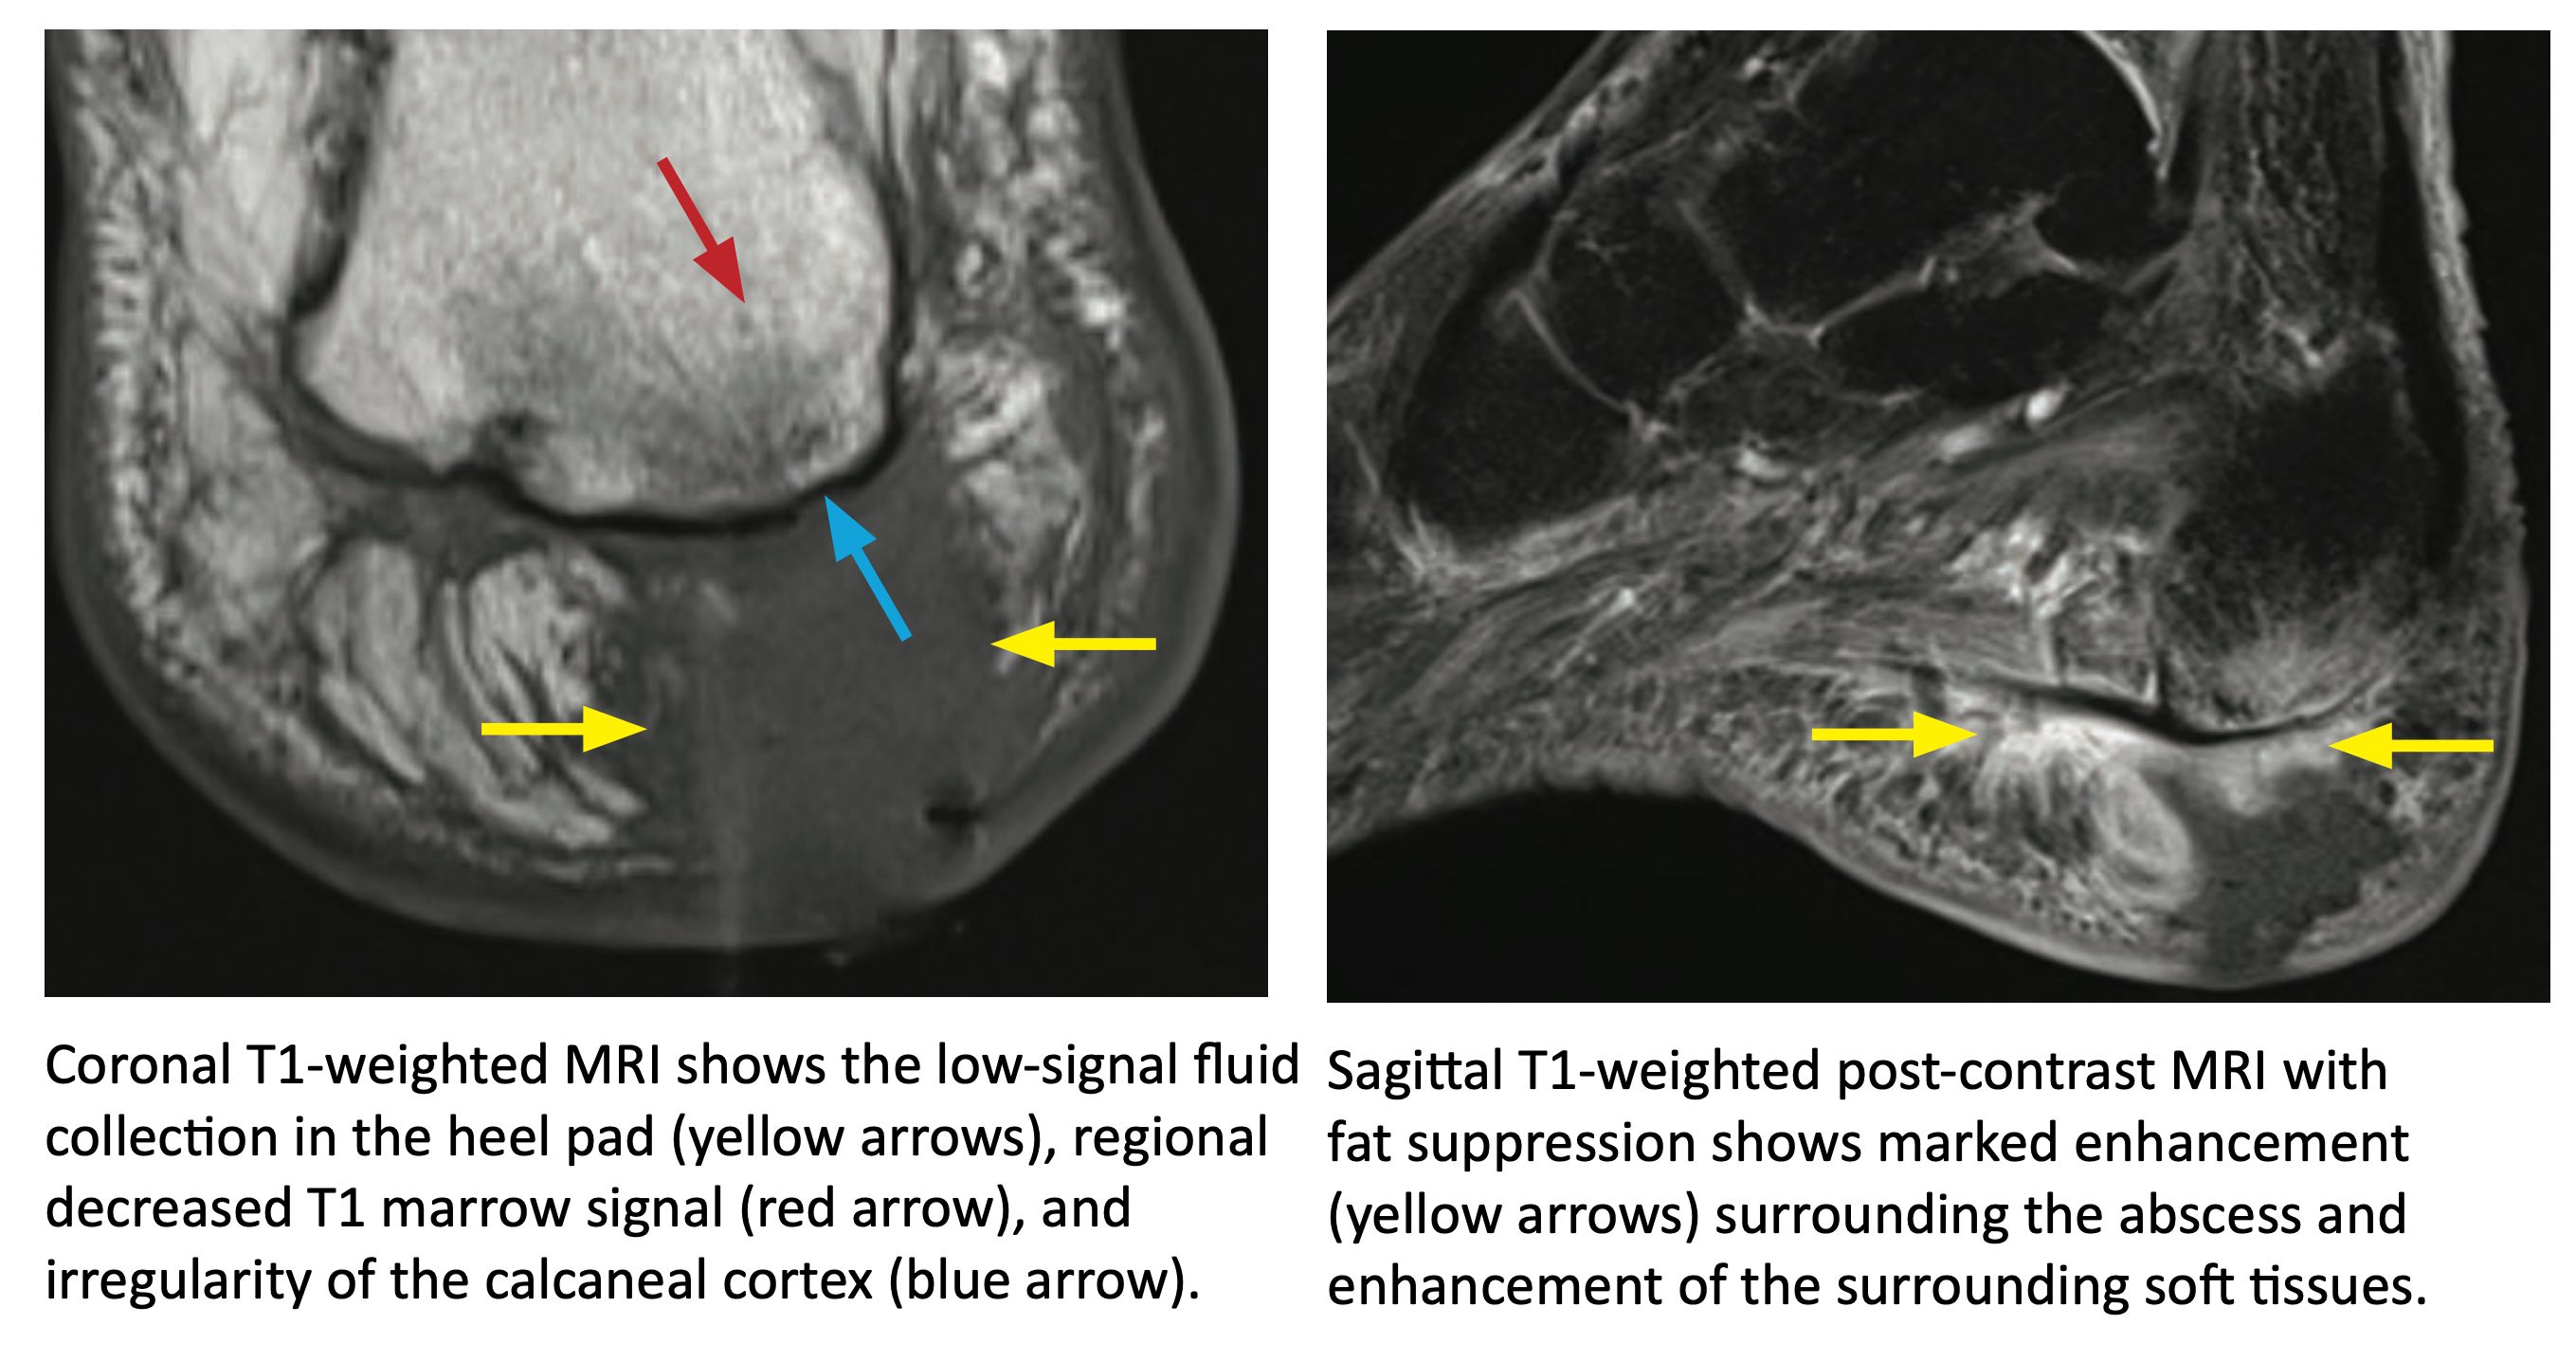 Coronal T1-weighted MRI shows the low-signal fluid
collection in the heel pad (yellow arrows), regional
decreased T1 marrow signal (red arrow), and
irregularity of the calcaneal cortex (blue arrow).
Sagittal T1-weighted post-contrast MRI with
fat suppression shows marked enhancement
(yellow arrows) surrounding the abscess and
enhancement of the surrounding soft tissues.